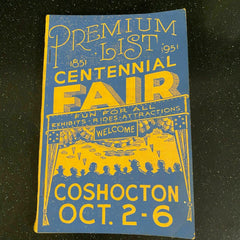 PREMIUM
LIST
1851 1951
CENTENNIAL
FAIR
FUN FOR ALL
EXHIBITS - RIDES - ATTRACTIONS
WELCOME
COSHOCTON
OCT. 2-6